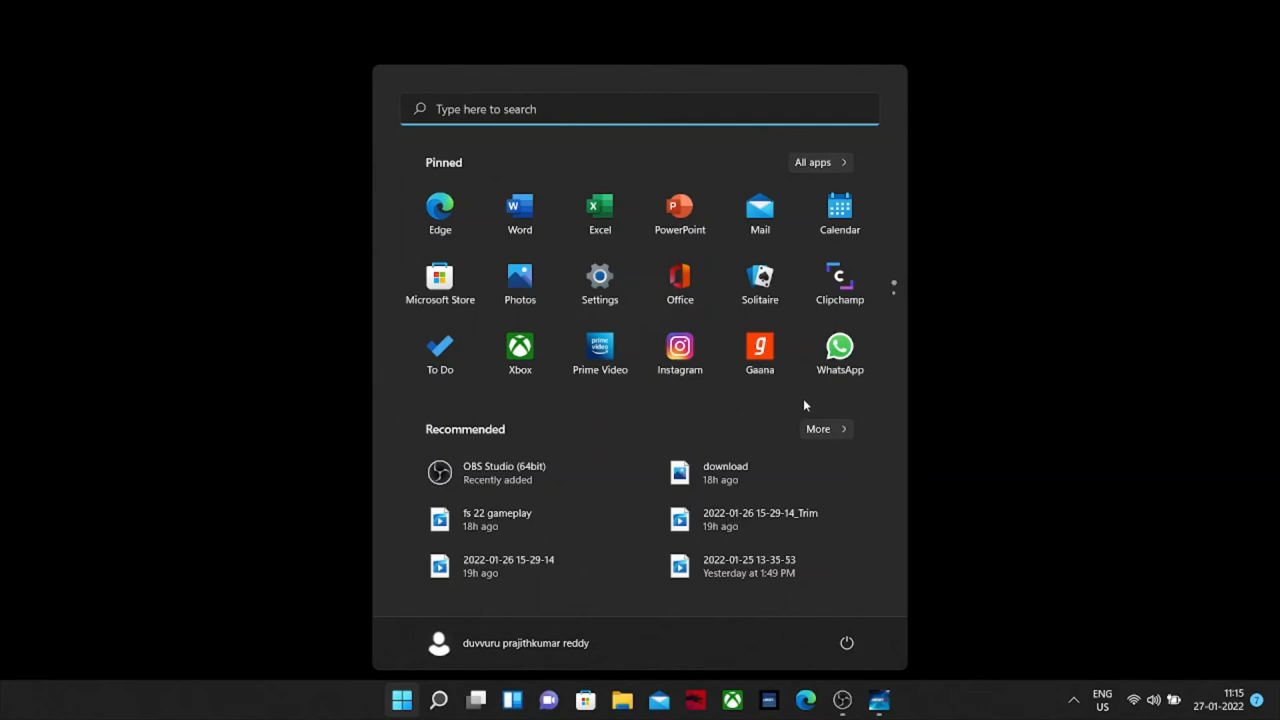 Type here to search
Pinned
All apps
Edge
Word
Excel
PowerPoint
Mail
Calendar
Microsoft Store
Photos
Settings
Office
Solitaire
Clipchamp
To Do
Xbox
Prime Video
Instagram
Gaana
WhatsApp
Recommended
More
OBS Studio (64bit)
Recently added
download
18h ago
fs 22 gameplay
18h ago
2022-01-26 15-29-14_Trim
19h ago
2022-01-26 15-29-14
19h ago
2022-01-25 13-35-53
Yesterday at 1:49 PM
duvvuru prajithkumar reddy
ENG
US
11:15
27-01-2022
7